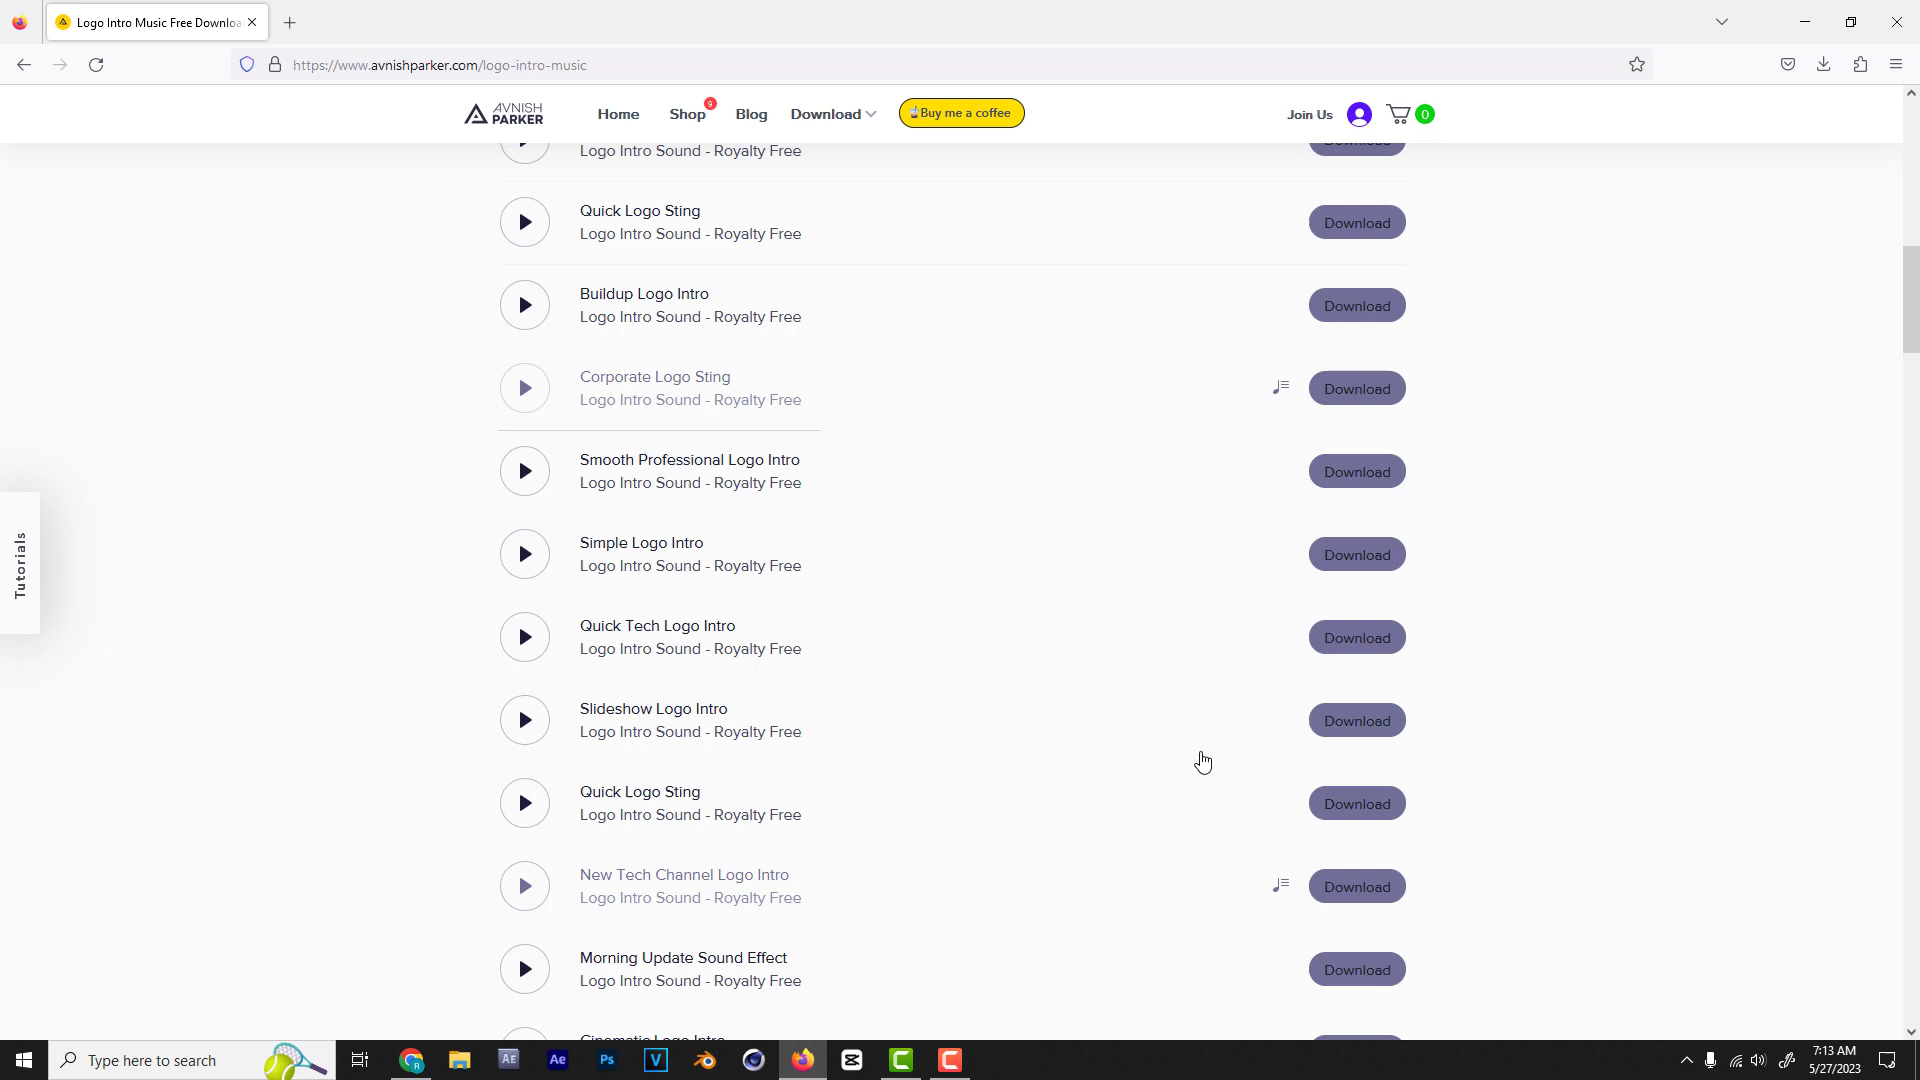 Logo Intro Music Free Downloa
https://www.avnishparker.com/logo-intro-music
AVNISH
PARKER
Home
Shop
9
Blog
Download
Buy me a coffee
Join Us
0
Logo Intro Sound - Royalty Free
Download
Quick Logo Sting
Logo Intro Sound - Royalty Free
Download
Buildup Logo Intro
Logo Intro Sound - Royalty Free
Download
Corporate Logo Sting
Logo Intro Sound - Royalty Free
Download
Smooth Professional Logo Intro
Logo Intro Sound - Royalty Free
Download
Simple Logo Intro
Logo Intro Sound - Royalty Free
Download
Tutorials
Quick Tech Logo Intro
Logo Intro Sound - Royalty Free
Download
Slideshow Logo Intro
Logo Intro Sound - Royalty Free
Download
Quick Logo Sting
Logo Intro Sound - Royalty Free
Download
New Tech Channel Logo Intro
Logo Intro Sound - Royalty Free
Download
Morning Update Sound Effect
Logo Intro Sound - Royalty Free
Download
Cinematic Logo Intro
Type here to search
R
AE
Ae
Ps
V
7:13 AM
5/27/2023